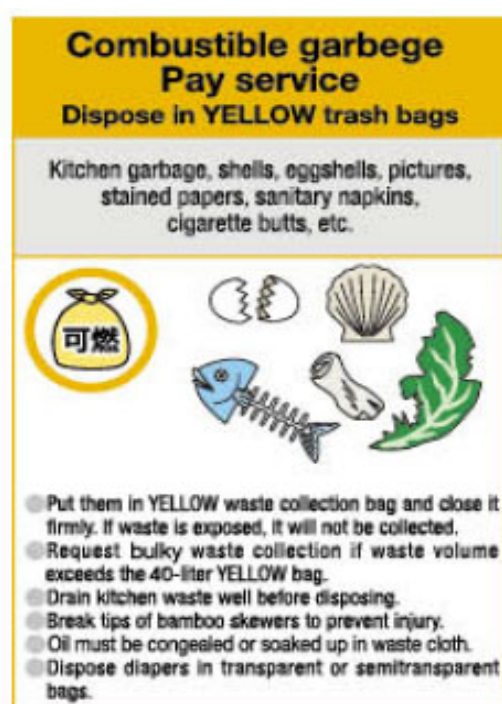 Combustible garbege
Pay service
Dispose in YELLOW trash bags
Kitchen garbage, shells, eggshells, pictures,
stained papers, sanitary napkins,
cigarette butts, etc.
可燃
Put them in YELLOW waste collection bag and close it
firmly. If waste is exposed, it will not be collected.
Request bulky waste collection if waste volume
exceeds the 40-liter YELLOW bag.
Drain kitchen waste well before disposing.
Break tips of bamboo skewers to prevent injury.
Oil must be congealed or soaked up in waste cloth.
Dispose diapers in transparent or semitransparent
bags.